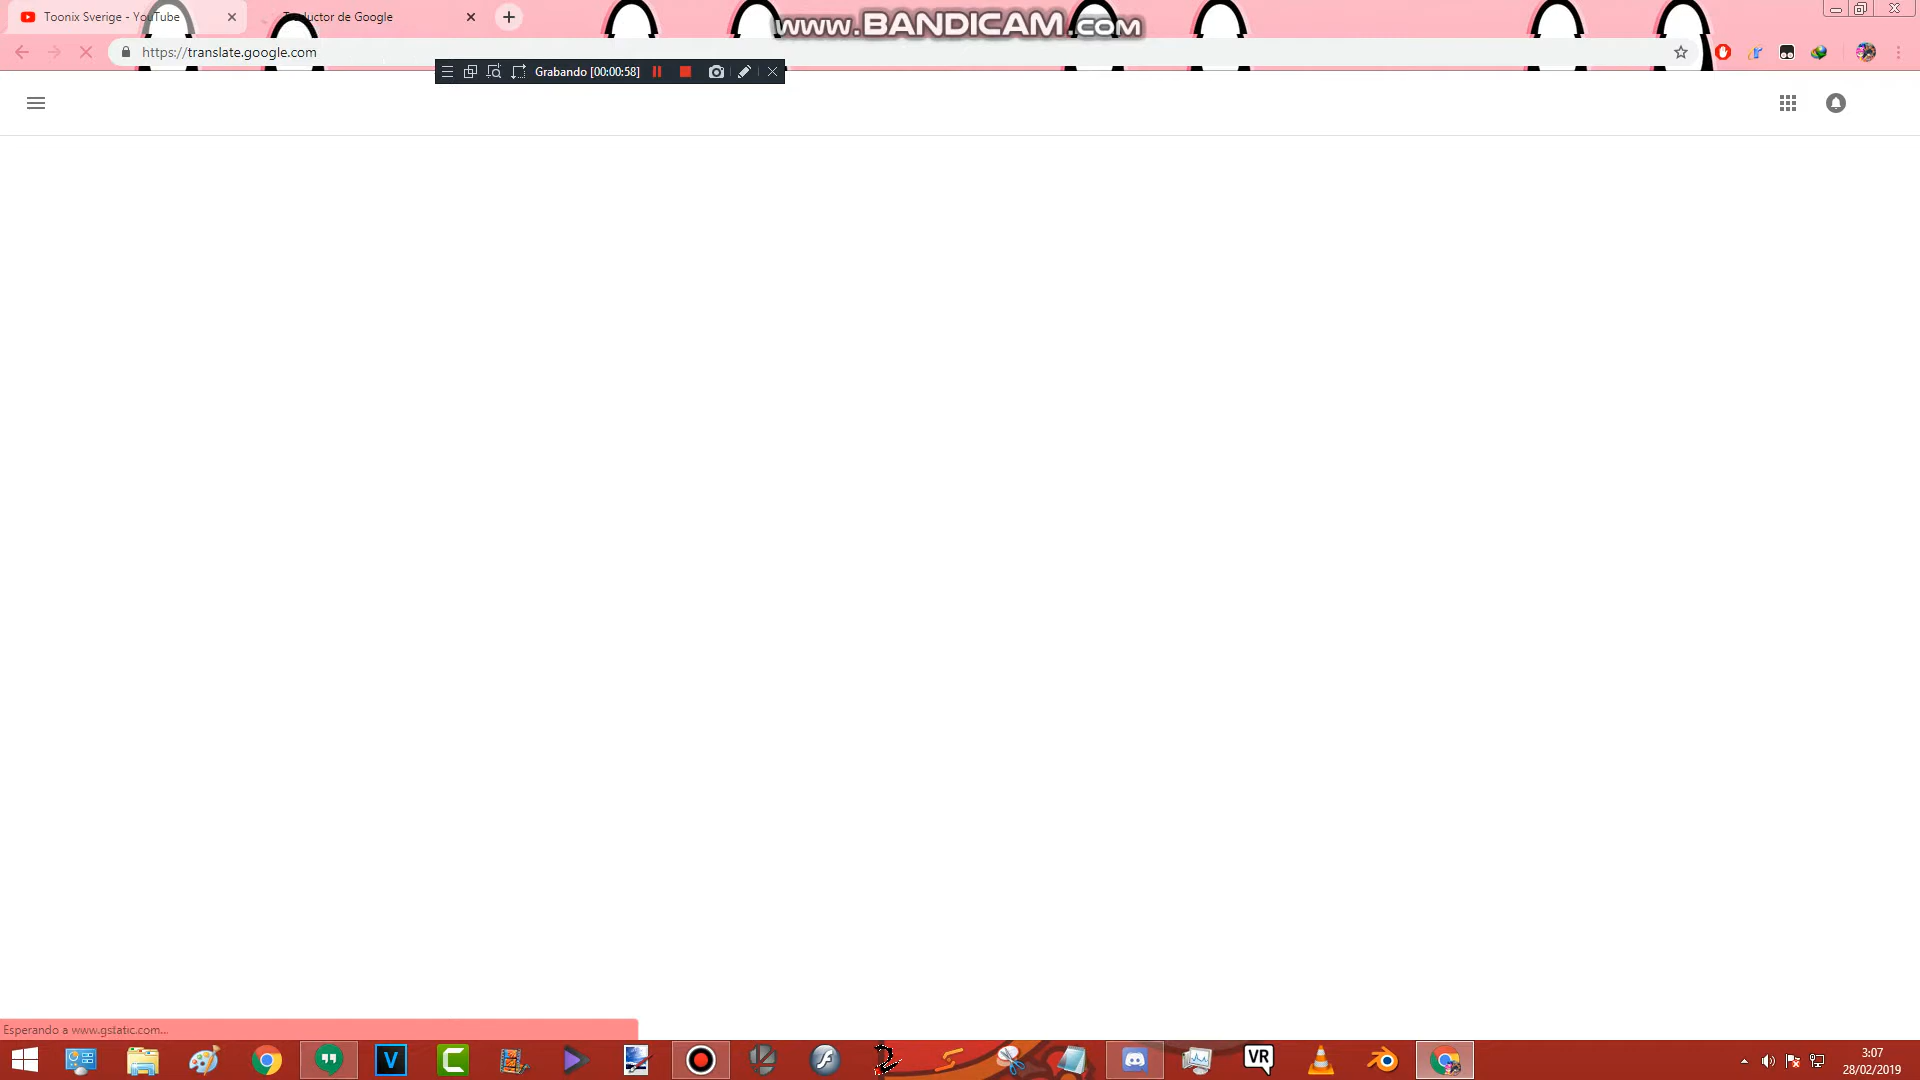 Toonix Sverige - YouTube
Traductor de Google
www.BANDICAM.com
https://translate.google.com
Grabando [00:00:58]
Esperando a www.gstatic.com...
V
C
VR
3:07
28/02/2019